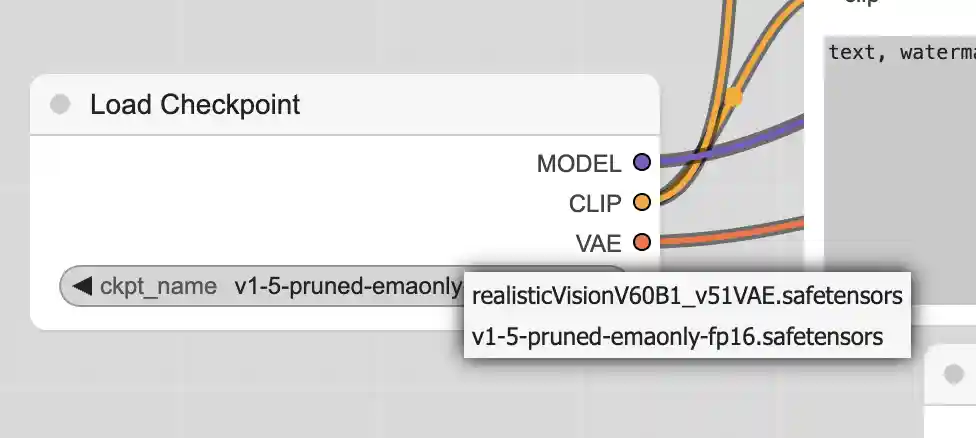 clip
text, waterma
Load Checkpoint
MODEL
CLIP
VAE
ckpt_name v1-5-pruned-emaonly
realisticVisionV60B1_v51VAE.safetensors
v1-5-pruned-emaonly-fp16.safetensors